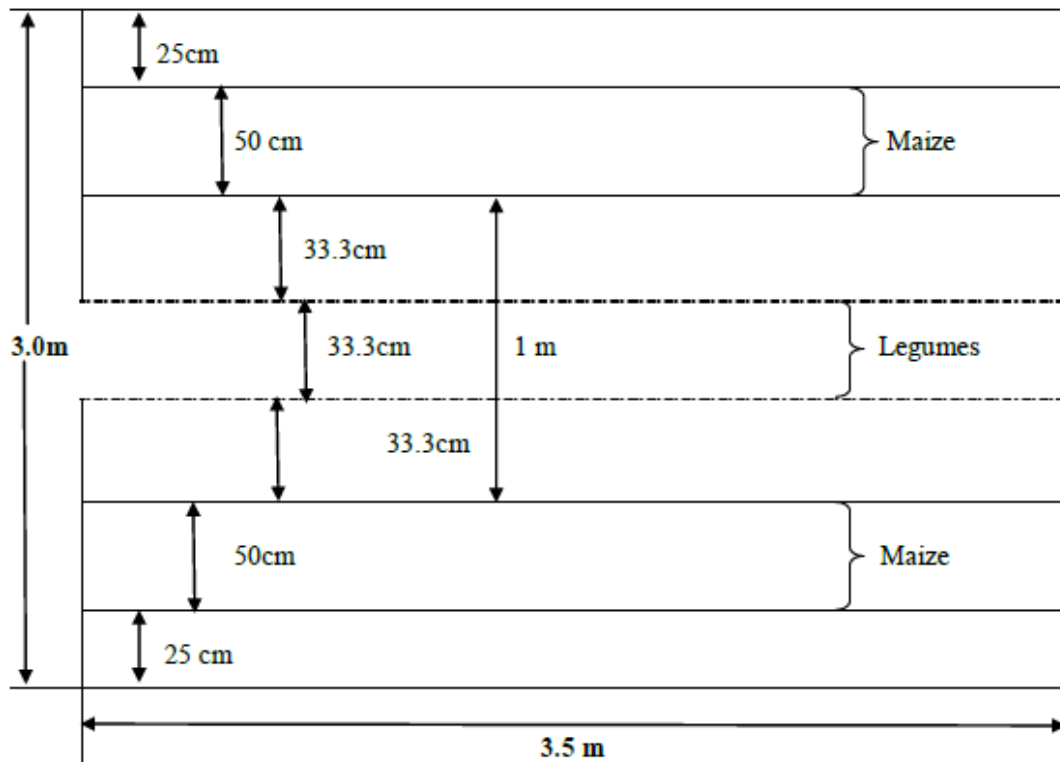 25cm
50 cm
Maize
33.3cm
3.0m
33.3cm
1 m
Legumes
33.3cm
50cm
Maize
25 cm
3.5 m